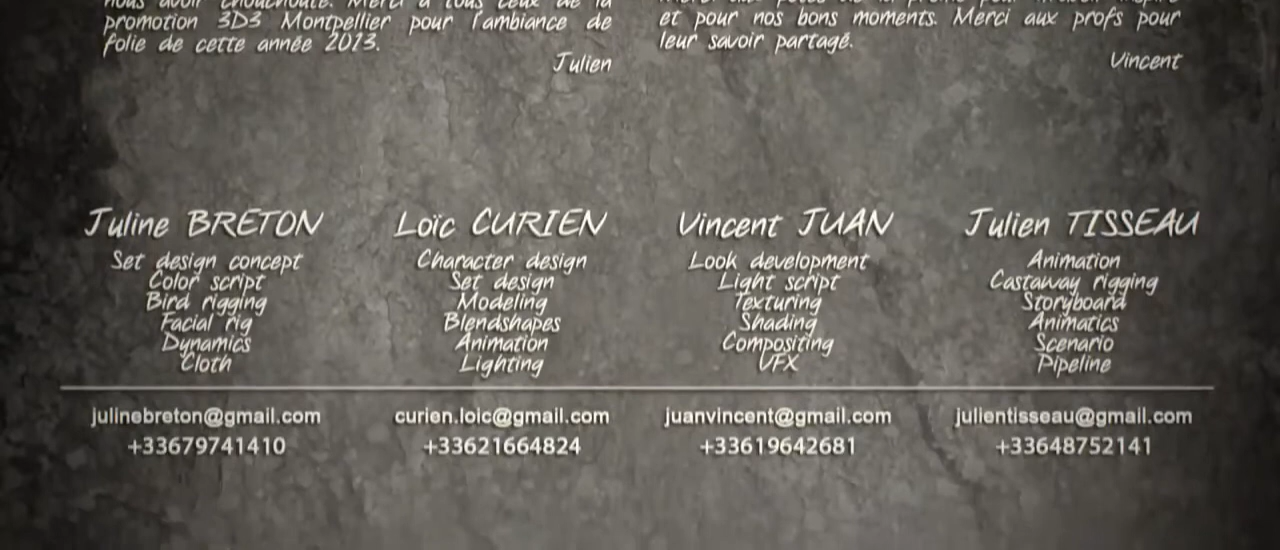 promotion 3D3 Montpellier pour l'ambiance de
folie de cette année 2013.
Julien
et pour nos bons moments. Merci aux profs pour
leur savoir partagé.
Vincent
Juline BRETON
Set design concept
Color script
Bird rigging
Facial rig
Dynamics
Cloth
julinebreton@gmail.com
+33679741410
Loïc CURIEN
Character design
Set design
Modeling
Blendshapes
Animation
Lighting
curien.loic@gmail.com
+33621664824
Vincent JUAN
Look development
Light script
Texturing
Shading
Compositing
VFX
juanvincent@gmail.com
+33619642681
Julien TISSEAU
Animation
Castaway rigging
Storyboard
Animatics
Scenario
Pipeline
julientisseau@gmail.com
+33648752141